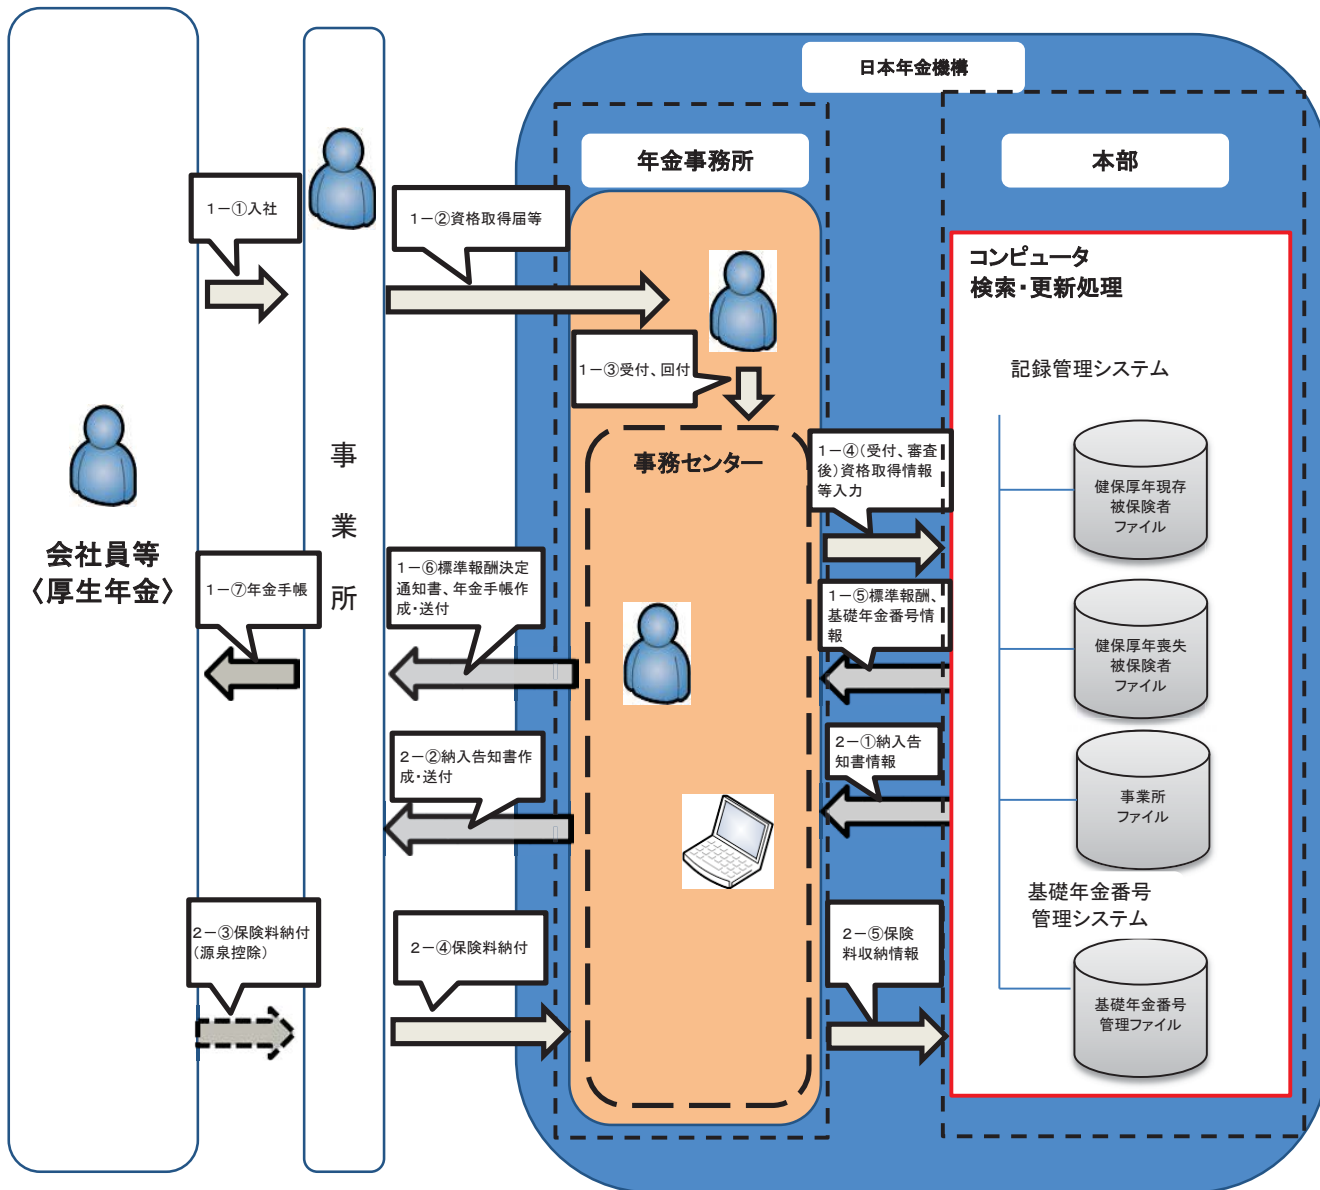 日本年金機構
年金事務所
本部
1－①入社
1－②資格取得届等
コンピュータ
検索・更新処理
1－③受付、回付
記録管理システム
事務センター
1－④(受付、審査
後)資格取得情報
等入力
健保厚年現存
被保険者
ファイル
会社員等
〈厚生年金〉
事
業
所
1－⑦年金手帳
1－⑥標準報酬決定
通知書、年金手帳作
成・送付
1－⑤標準報酬、
基礎年金番号情
報
健保厚年喪失
被保険者
ファイル
2－②納入告知書作
成・送付
2－①納入告
知書情報
事業所
ファイル
基礎年金番号
管理システム
2－③保険料納付
(源泉控除)
2－④保険料納付
2－⑤保険
料収納情報
基礎年金番号
管理ファイル